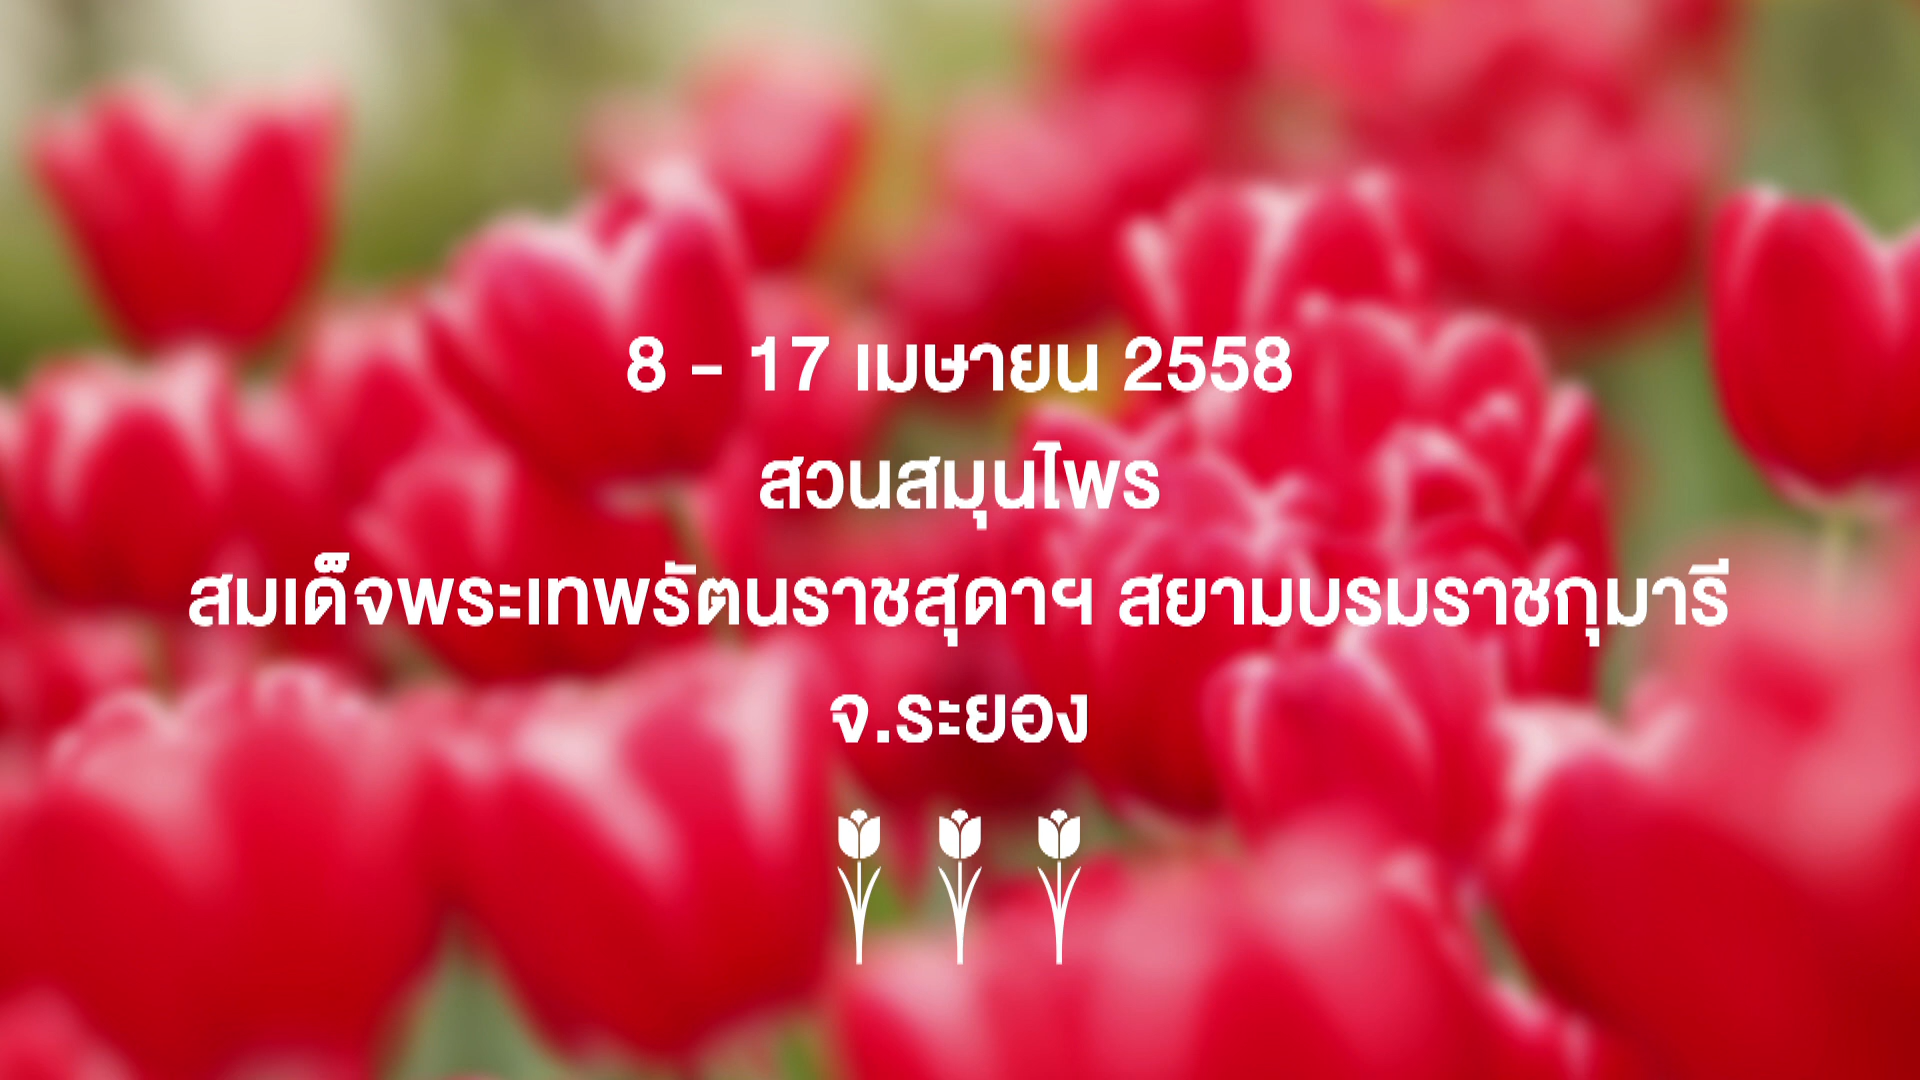 8 - 17 เมษายน 2558
สวนสมุนไพร
สมเด็จพระเทพรัตนราชสุดาฯ สยามบรมราชกุมารี
จ.ระยอง